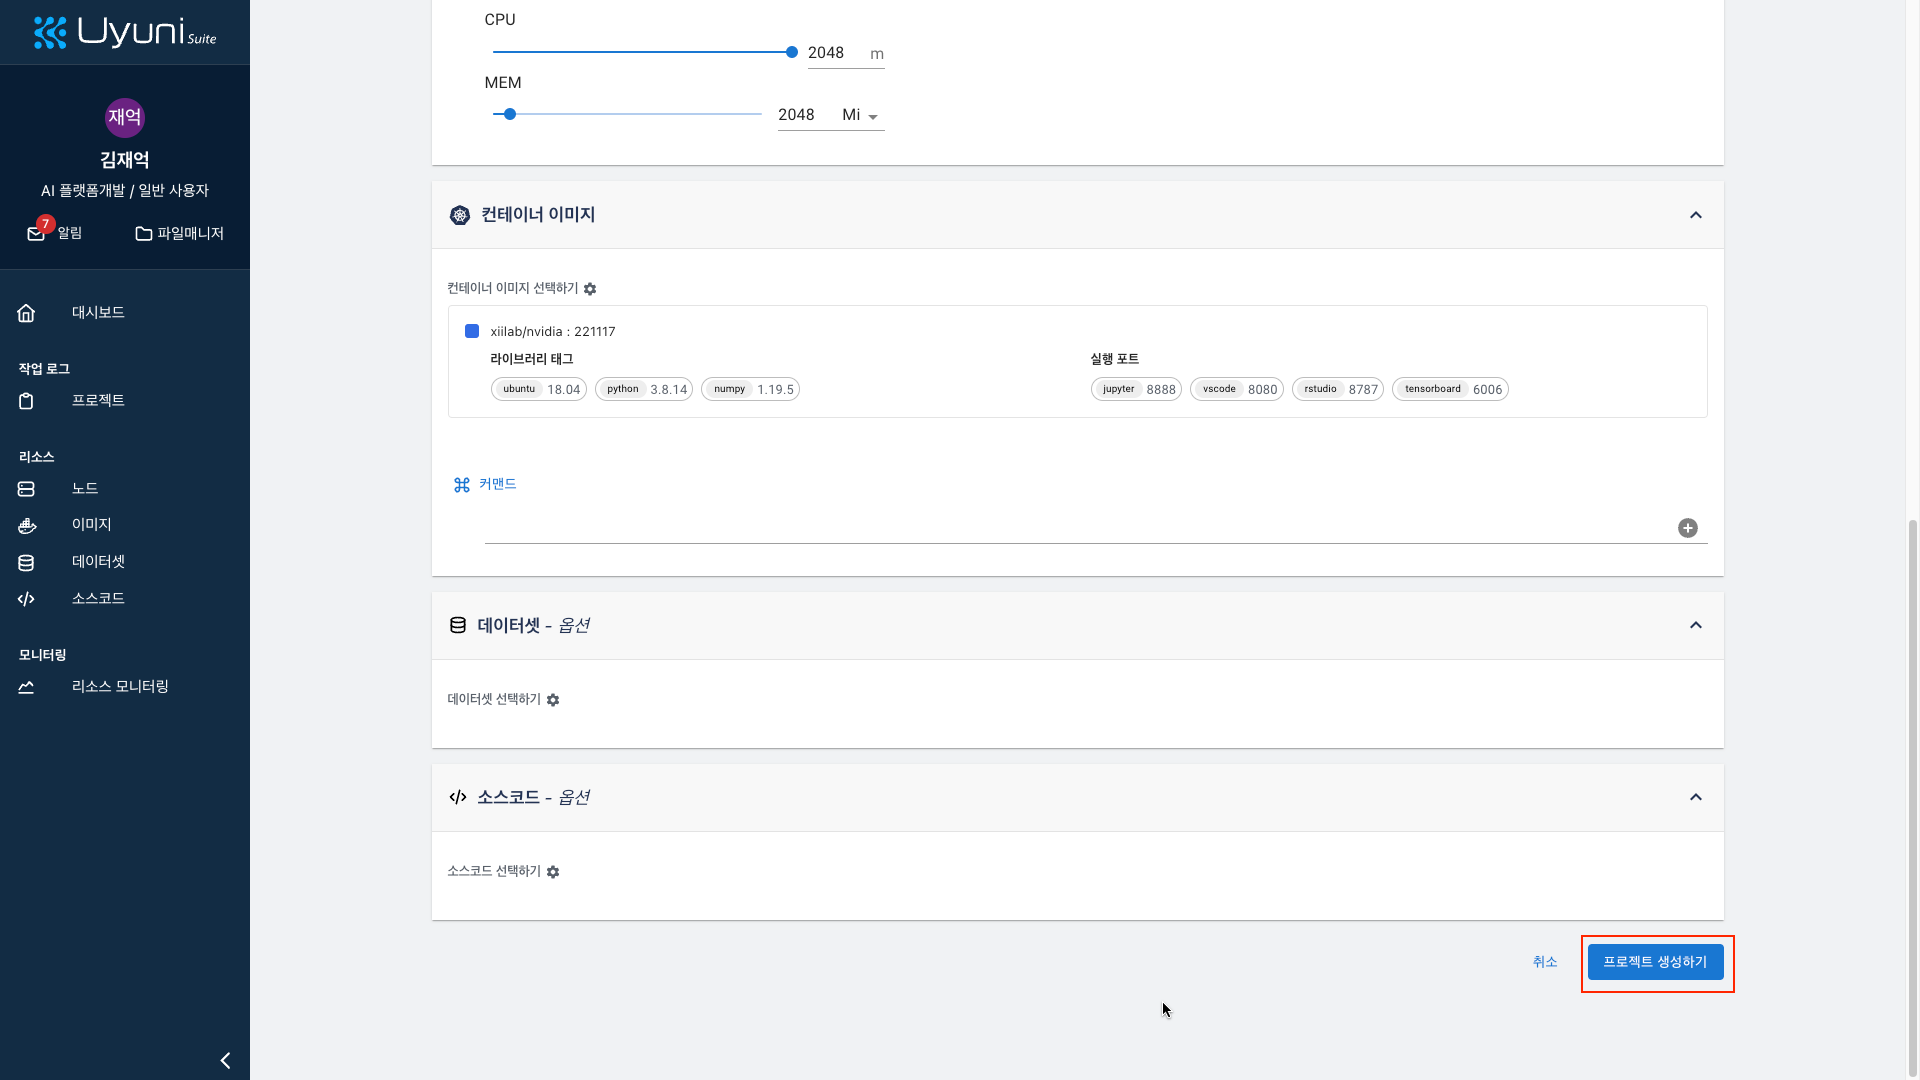 Uyuni Suite
재억
김재억
AI 플랫폼개발 / 일반 사용자
7
알림
파일매니저
대시보드
작업 로그
프로젝트
리소스
노드
이미지
데이터셋
소스코드
모니터링
리소스 모니터링
CPU
2048 m
MEM
2048 Mi
컨테이너 이미지
컨테이너 이미지 선택하기
xiilab/nvidia : 221117
라이브러리 태그
ubuntu 18.04 python 3.8.14 numpy 1.19.5
실행 포트
jupyter 8888 vscode 8080 rstudio 8787 tensorboard 6006
커맨드
데이터셋 - 옵션
데이터셋 선택하기
소스코드 - 옵션
소스코드 선택하기
취소
프로젝트 생성하기